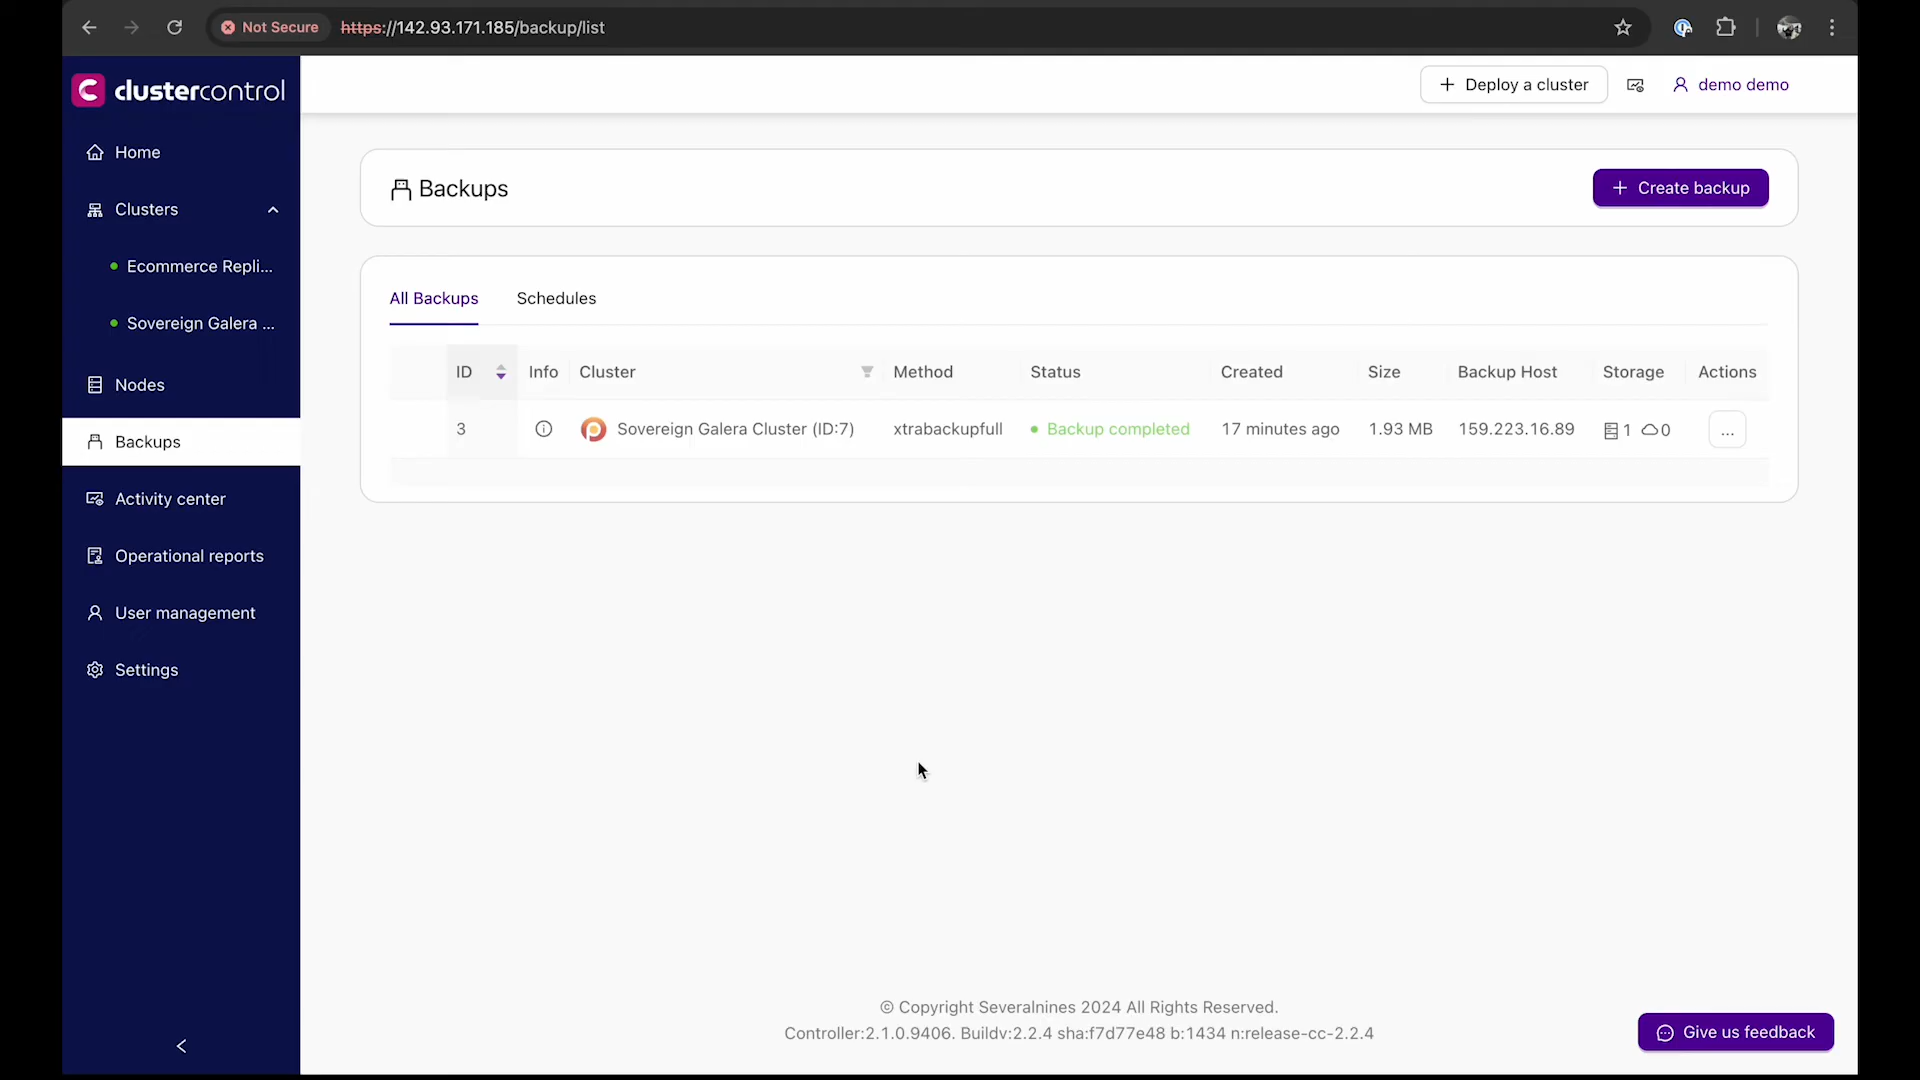 Not Secure https://142.93.171.185/backup/list
clustercontrol
Deploy a cluster
demo demo
Home
Clusters
Ecommerce Repli...
Sovereign Galera ...
Nodes
Backups
Activity center
Operational reports
User management
Settings
Backups
Create backup
All Backups Schedules
ID Info Cluster Method Status Created Size Backup Host Storage Actions
3 Sovereign Galera Cluster (ID:7) xtrabackupfull Backup completed 17 minutes ago 1.93 MB 159.223.16.89 1 0 ...
© Copyright Severalnines 2024 All Rights Reserved.
Controller:2.1.0.9406. Buildv:2.2.4 sha:f7d77e48 b:1434 n:release-cc-2.2.4
Give us feedback